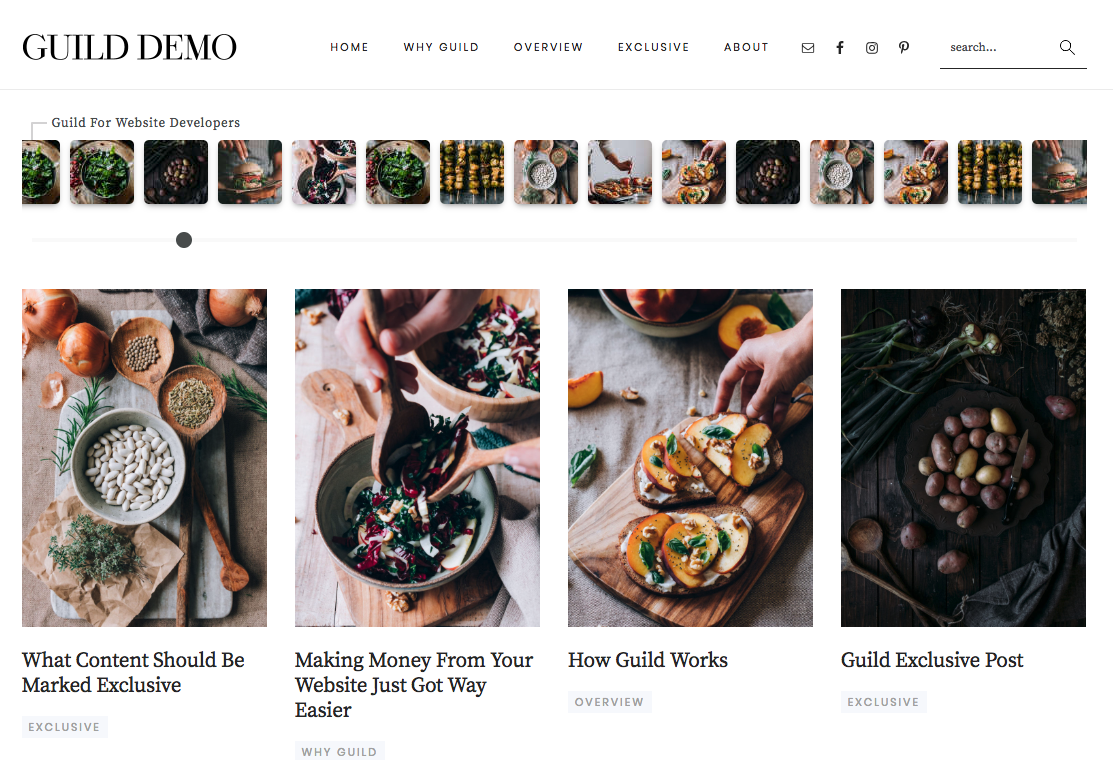 GUILD DEMO
HOME WHY GUILD OVERVIEW EXCLUSIVE ABOUT search...
Guild For Website Developers
What Content Should Be
Marked Exclusive
EXCLUSIVE
Making Money From Your
Website Just Got Way
Easier
WHY GUILD
How Guild Works
OVERVIEW
Guild Exclusive Post
EXCLUSIVE